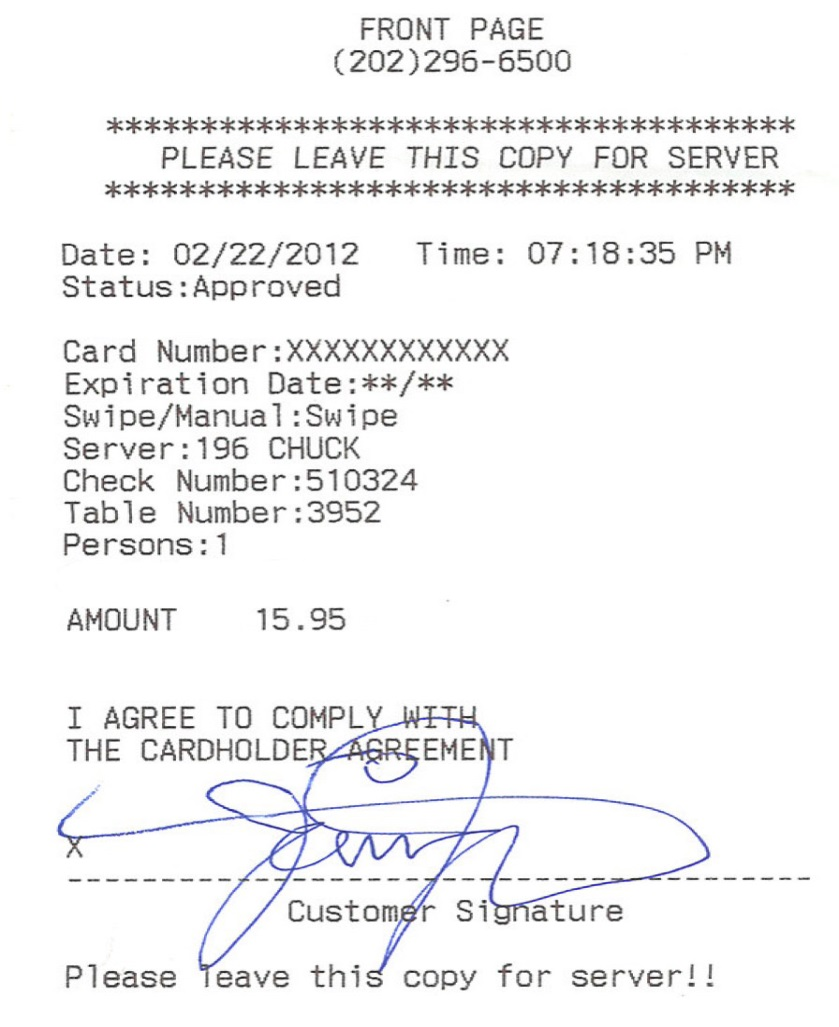 FRONT PAGE
(202)296-6500
*************************************
PLEASE LEAVE THIS COPY FOR SERVER
*************************************
Date: 02/22/2012 Time: 07:18:35 PM
Status:Approved
Card Number:XXXXXXXXXXXX
Expiration Date:**/**
Swipe/Manual:Swipe
Server:196 CHUCK
Check Number:510324
Table Number:3952
Persons:1
AMOUNT 15.95
I AGREE TO COMPLY WITH
THE CARDHOLDER AGREEMENT
X
----------------------------------------
Customer Signature
Please leave this copy for server!!